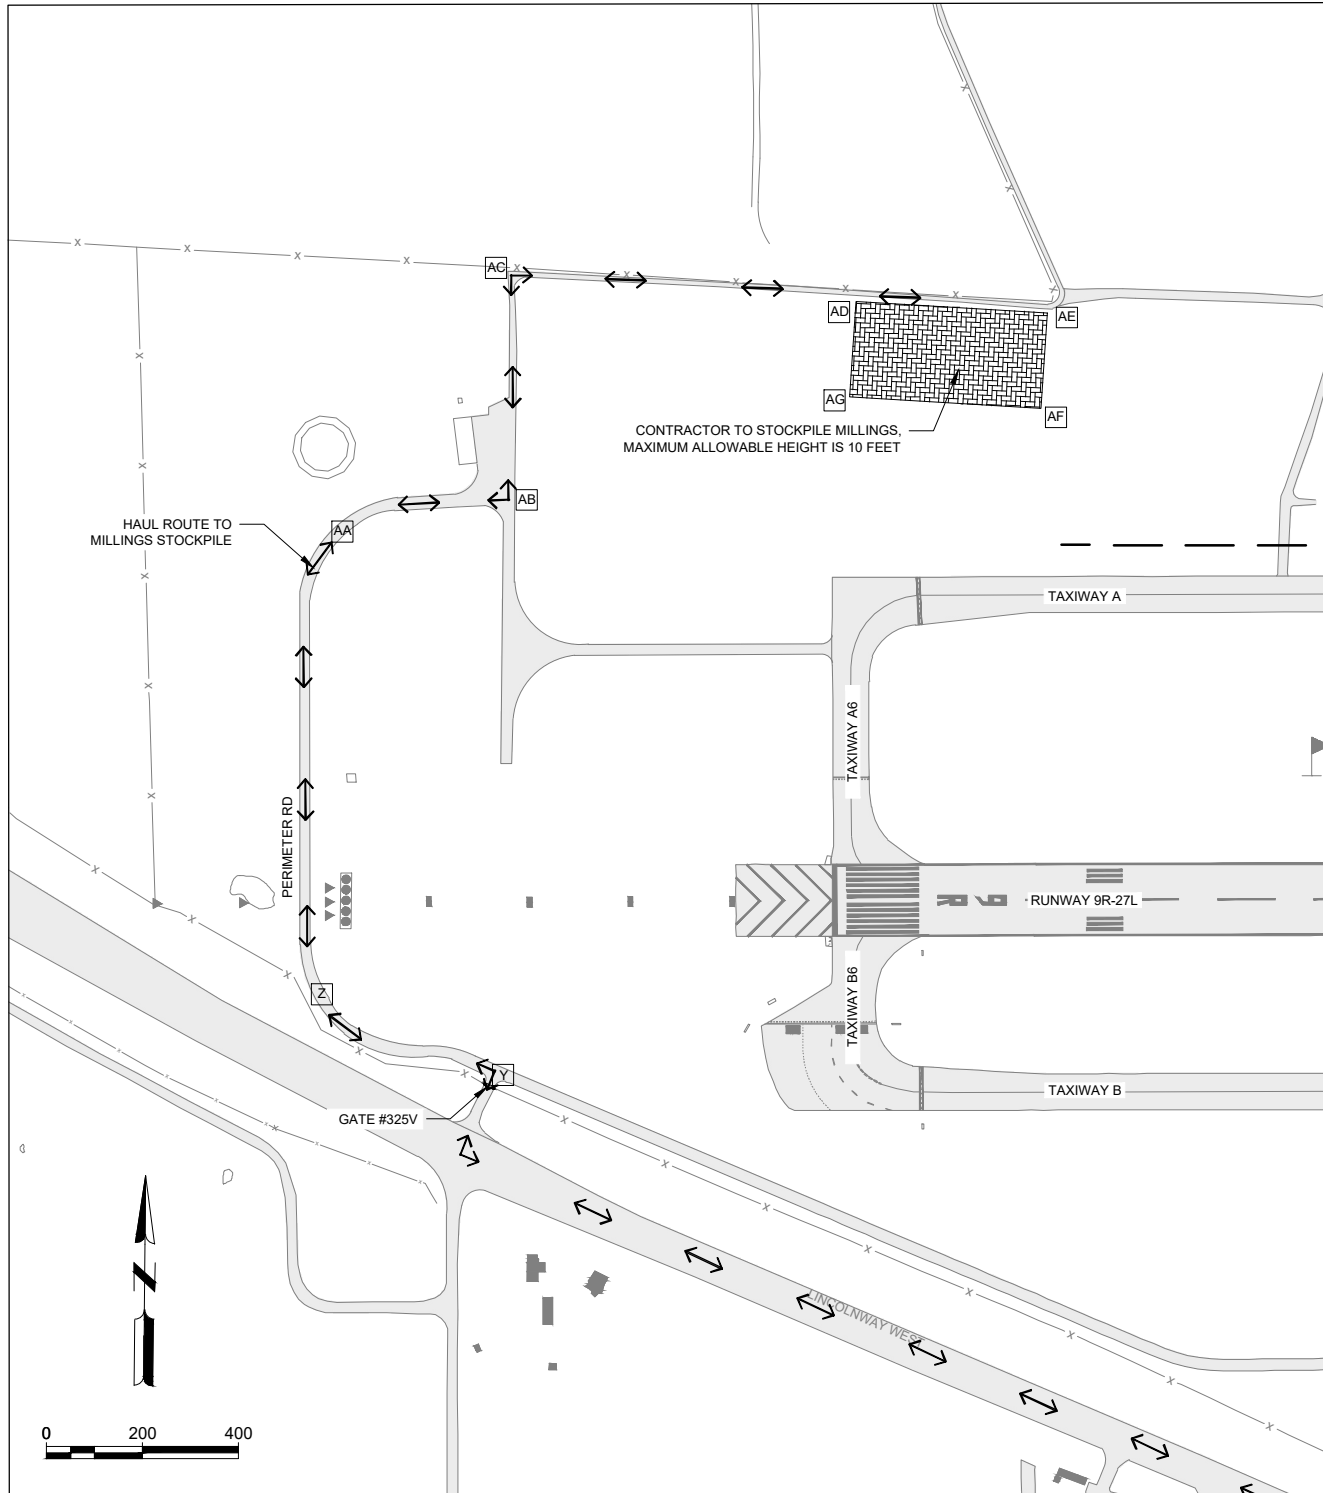 AC
AD
AE
AG
AF
CONTRACTOR TO STOCKPILE MILLINGS,
MAXIMUM ALLOWABLE HEIGHT IS 10 FEET
AB
AA
HAUL ROUTE TO
MILLINGS STOCKPILE
TAXIWAY A
TAXIWAY A6
PERIMETER RD
RUNWAY 9R-27L
9R
TAXIWAY B6
Z
Y
TAXIWAY B
GATE #325V
LINCOLNWAY WEST
N
0 200 400